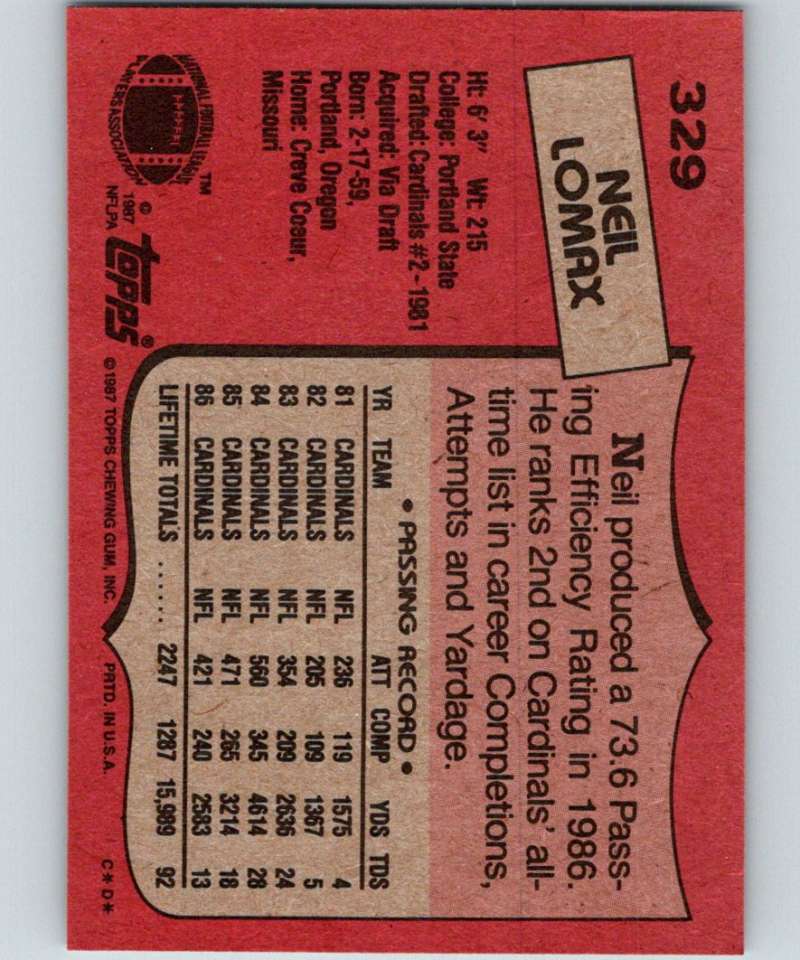 329
NEIL
LOMAX
Ht: 6' 3" Wt: 215
College: Portland State
Drafted: Cardinals #2-1981
Acquired: Via Draft
Born: 2-17-59,
Portland, Oregon
Home: Creve Coeur,
Missouri
NATIONAL FOOTBALL LEAGUE
PLAYERS ASSOCIATION
™
© 1987
NFLPA
topps®
Neil produced a 73.6 Pass-
ing Efficiency Rating in 1986.
He ranks 2nd on Cardinals' all-
time list in career Completions,
Attempts and Yardage.
• PASSING RECORD •
YR TEAM ATT COMP YDS TDS
81 CARDINALS NFL 236 119 1575 4
82 CARDINALS NFL 205 109 1367 5
83 CARDINALS NFL 354 209 2636 24
84 CARDINALS NFL 560 345 4614 28
85 CARDINALS NFL 471 265 3214 18
86 CARDINALS NFL 421 240 2583 13
LIFETIME TOTALS ...... 2247 1287 15,989 92
© 1987 TOPPS CHEWING GUM, INC. PRTD. IN U.S.A. C*D*